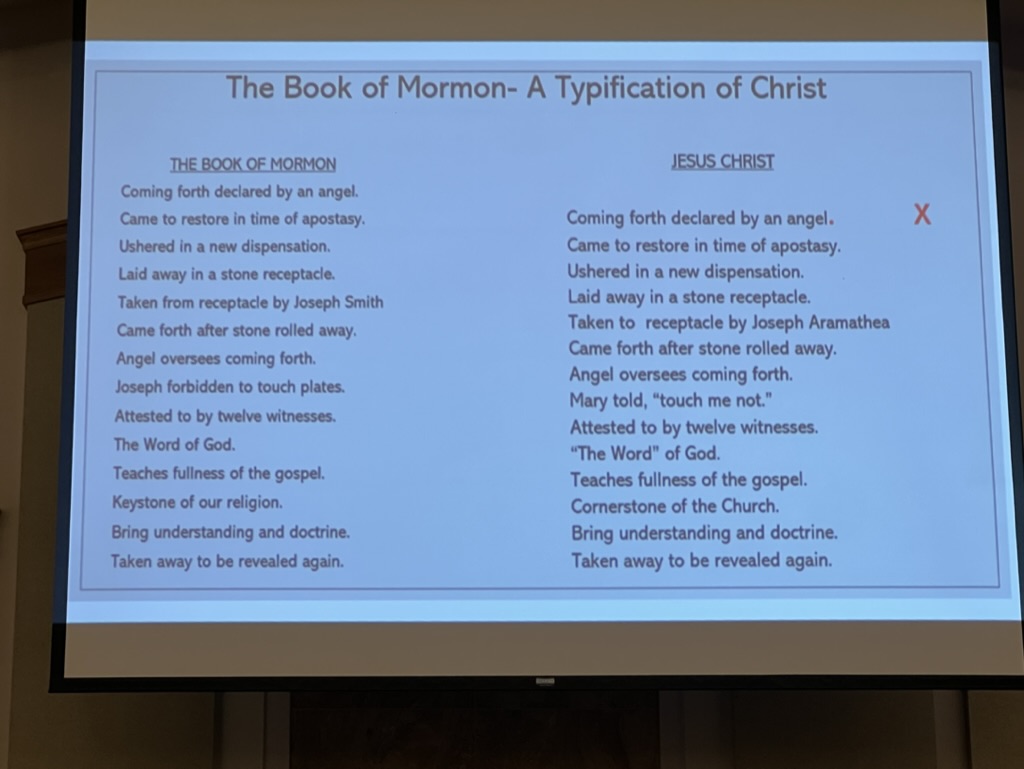 The Book of Mormon- A Typification of Christ
THE BOOK OF MORMON
Coming forth declared by an angel.
Came to restore in time of apostasy.
Ushered in a new dispensation.
Laid away in a stone receptacle.
Taken from receptacle by Joseph Smith
Came forth after stone rolled away.
Angel oversees coming forth.
Joseph forbidden to touch plates.
Attested to by twelve witnesses.
The Word of God.
Teaches fullness of the gospel.
Keystone of our religion.
Bring understanding and doctrine.
Taken away to be revealed again.
JESUS CHRIST
Coming forth declared by an angel. X
Came to restore in time of apostasy.
Ushered in a new dispensation.
Laid away in a stone receptacle.
Taken to receptacle by Joseph Aramathea
Came forth after stone rolled away.
Angel oversees coming forth.
Mary told, “touch me not.”
Attested to by twelve witnesses.
“The Word” of God.
Teaches fullness of the gospel.
Cornerstone of the Church.
Bring understanding and doctrine.
Taken away to be revealed again.